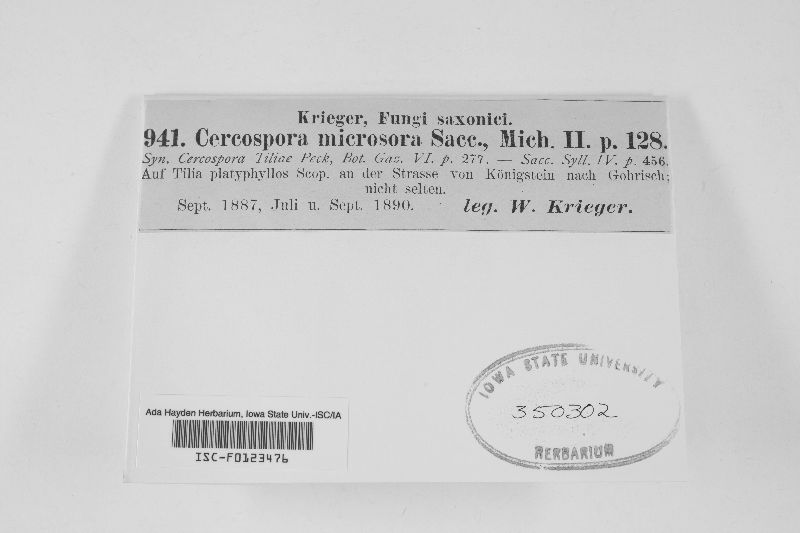 Krieger, Fungi saxonici.
941. Cercospora microsora Sacc., Mich. II. p. 128.
Syn. Cercospora Tiliae Peck, Bot. Gaz. VI. p. 277. — Sacc. Syll. IV. p. 456.
Auf Tilia platyphyllos Scop. an der Strasse von Königstein nach Gohrisch;
nicht selten.
Sept. 1887, Juli u. Sept. 1890. leg. W. Krieger.
IOWA STATE UNIVERSITY
350302
HERBARIUM
Ada Hayden Herbarium, Iowa State Univ.-ISC/IA
ISC-F0123476